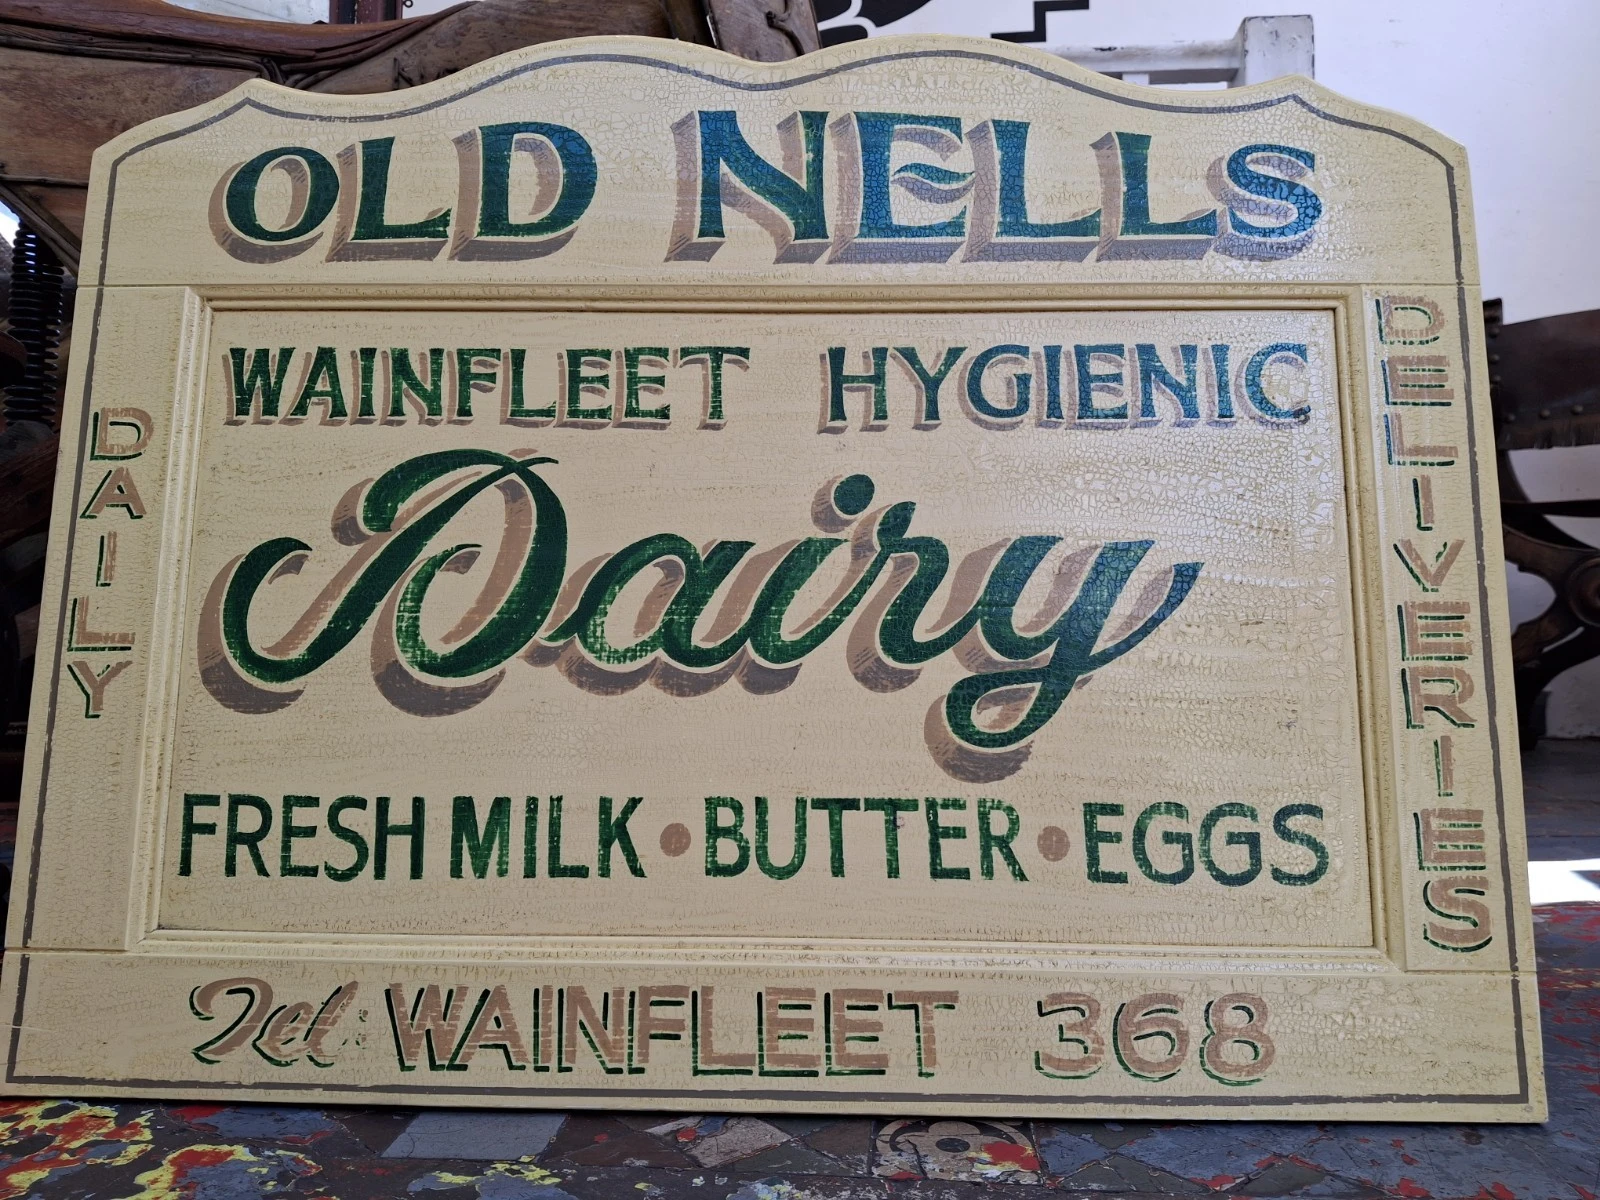 OLD NELLS
WAINFLEET HYGIENIC
Dairy
FRESH MILK • BUTTER • EGGS
DAILY
DELIVERIES
Tel: WAINFLEET 368